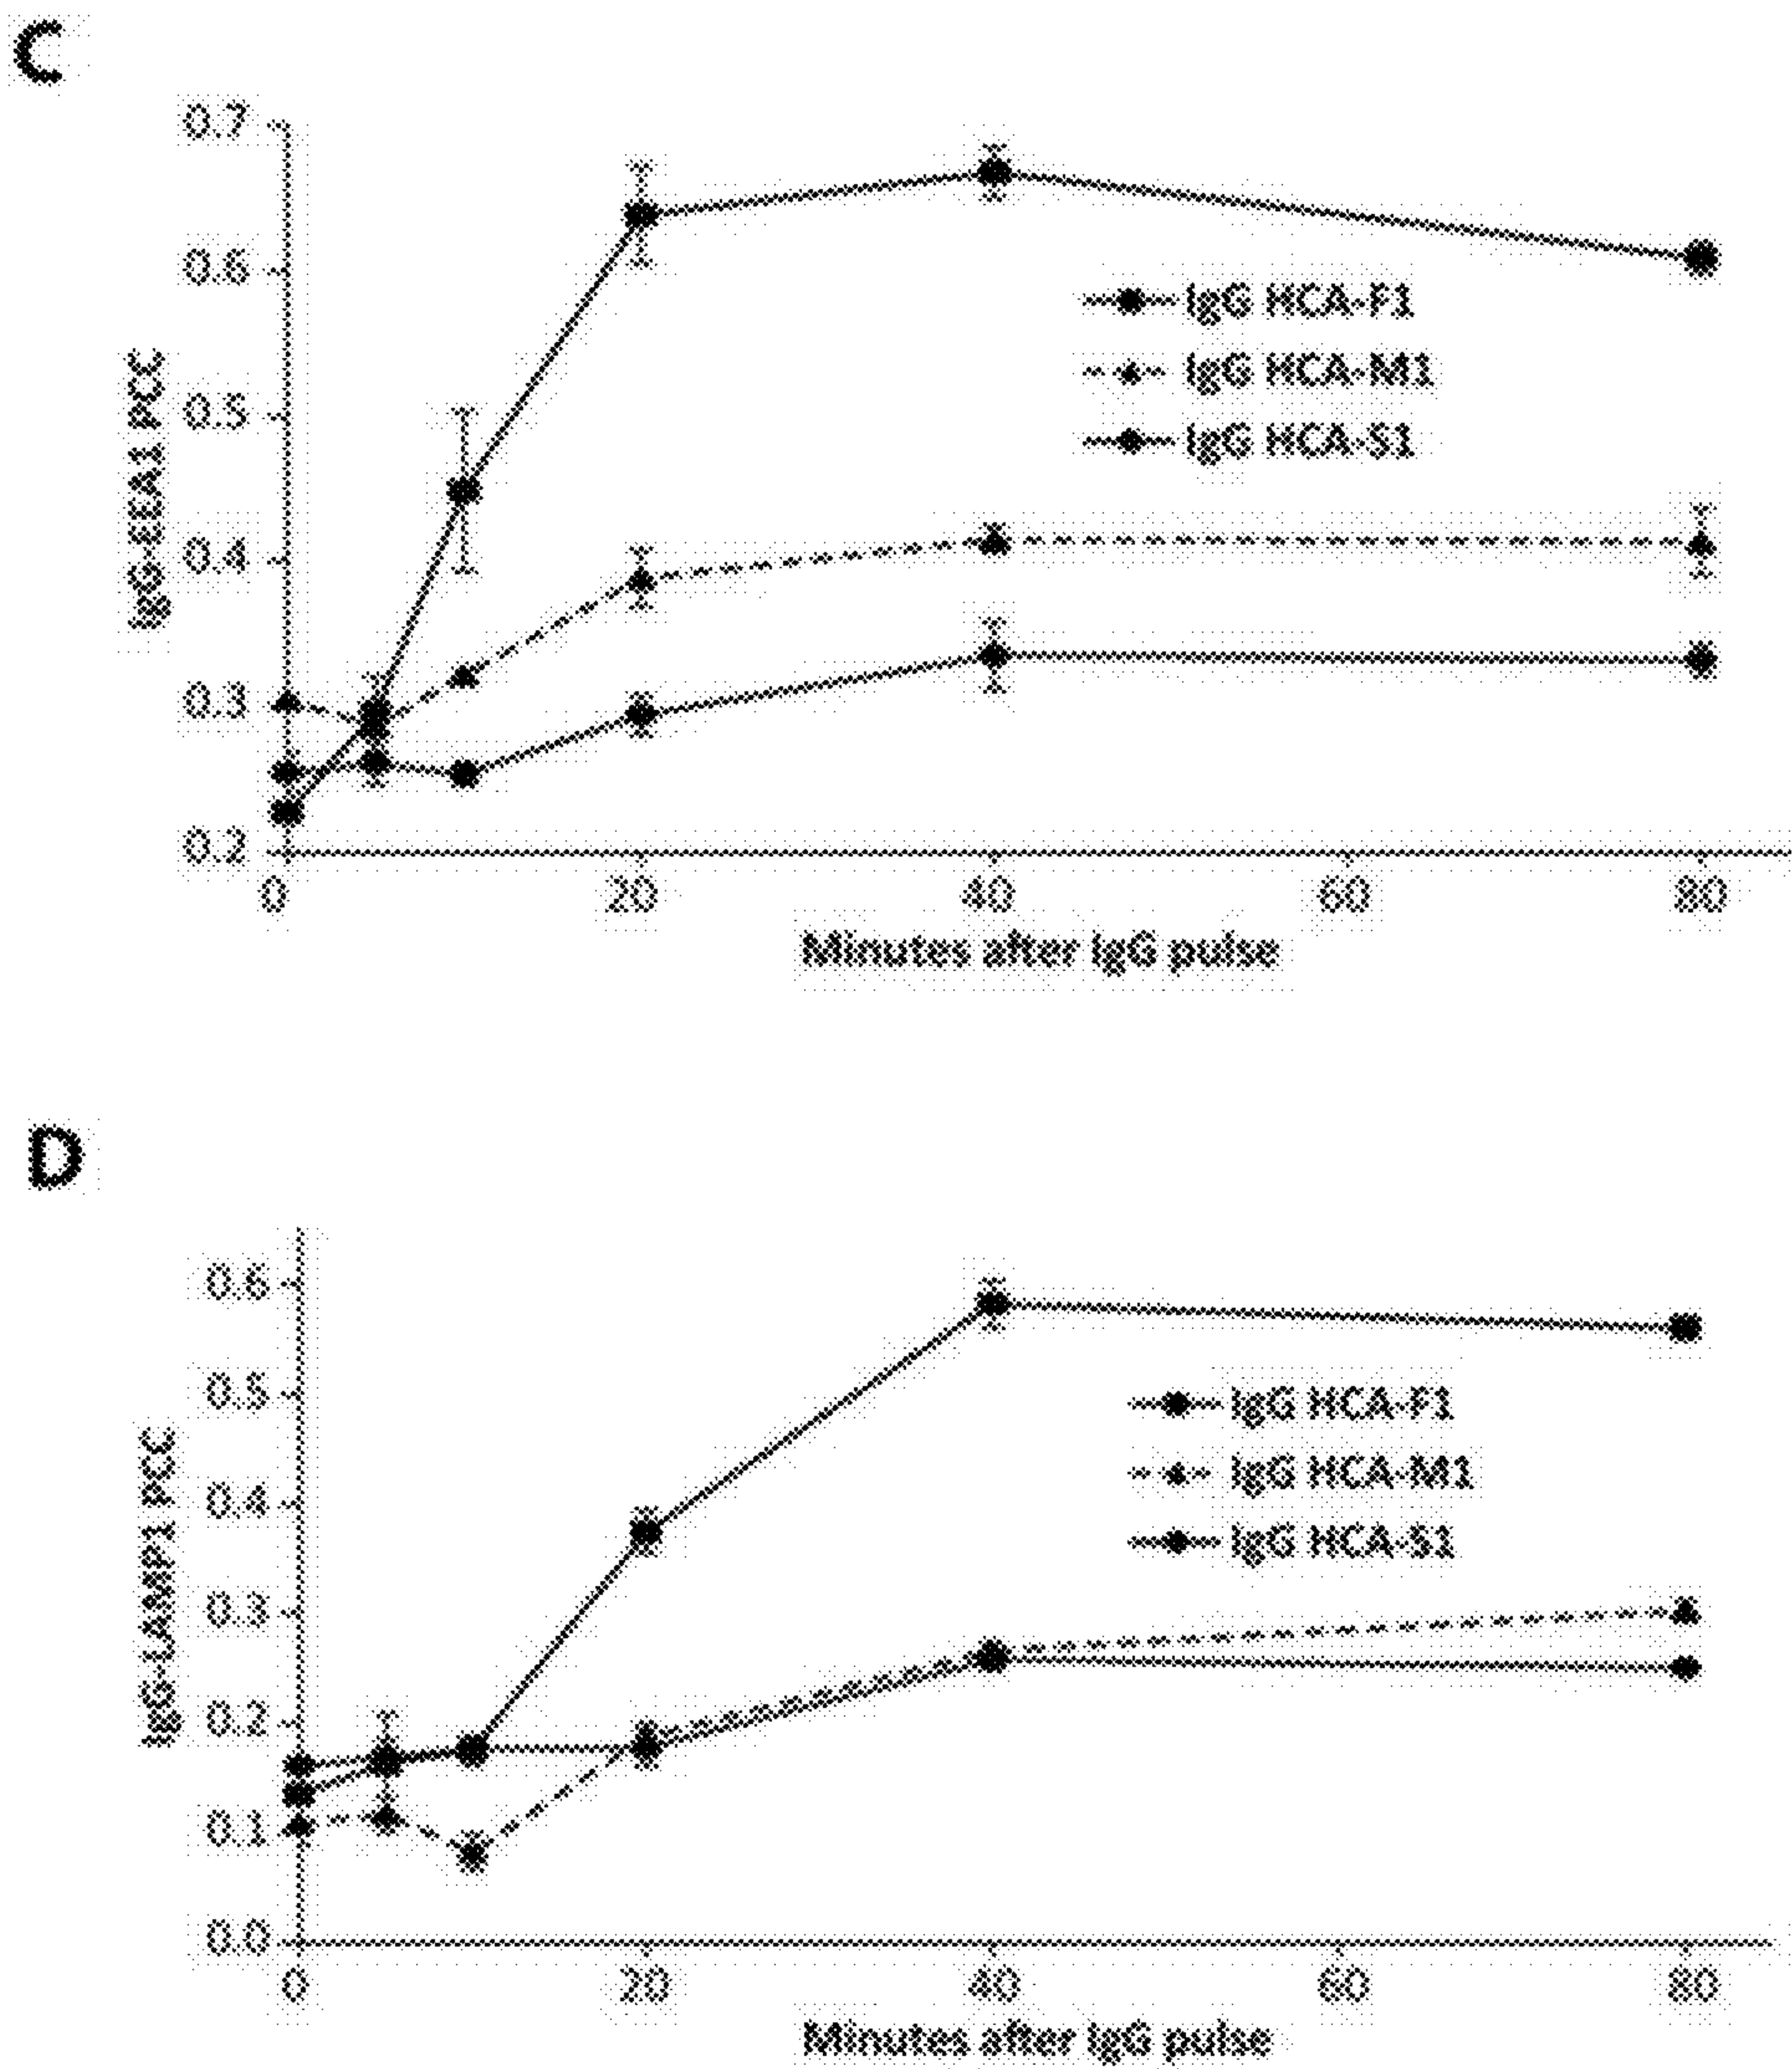 C
0.7
0.6
0.5
0.4
0.3
0.2
IgG-EEA1 PCC
IgG HCA-F1
IgG HCA-M1
IgG HCA-S1
0 20 40 60 80
Minutes after IgG pulse
D
0.6
0.5
0.4
0.3
0.2
0.1
0.0
IgG-LAMP1 PCC
IgG HCA-F1
IgG HCA-M1
IgG HCA-S1
0 20 40 60 80
Minutes after IgG pulse